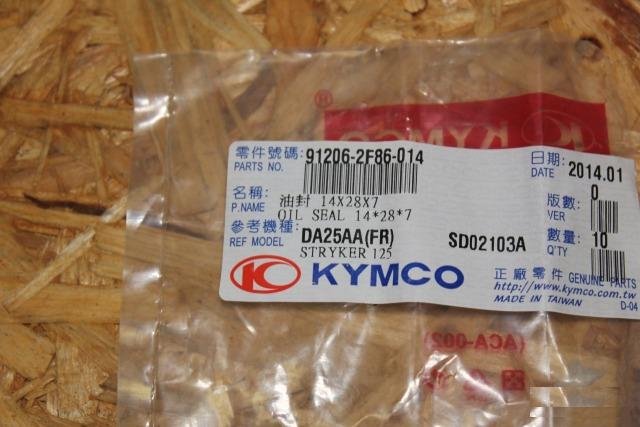 KYMCO
零件號碼: 91206-2F86-014
PARTS NO.
日期: 2014.01
DATE
名稱: 油封 14X28X7
P.NAME OIL SEAL 14*28*7
版數: 0
VER
參考機種: DA25AA(FR) SD02103A
REF MODEL STRYKER 125
數量: 10
Q'TY
KYMCO
正廠零件 GENUINE PARTS
http://www.kymco.com.tw
MADE IN TAIWAN
D-04
(ACA-002)